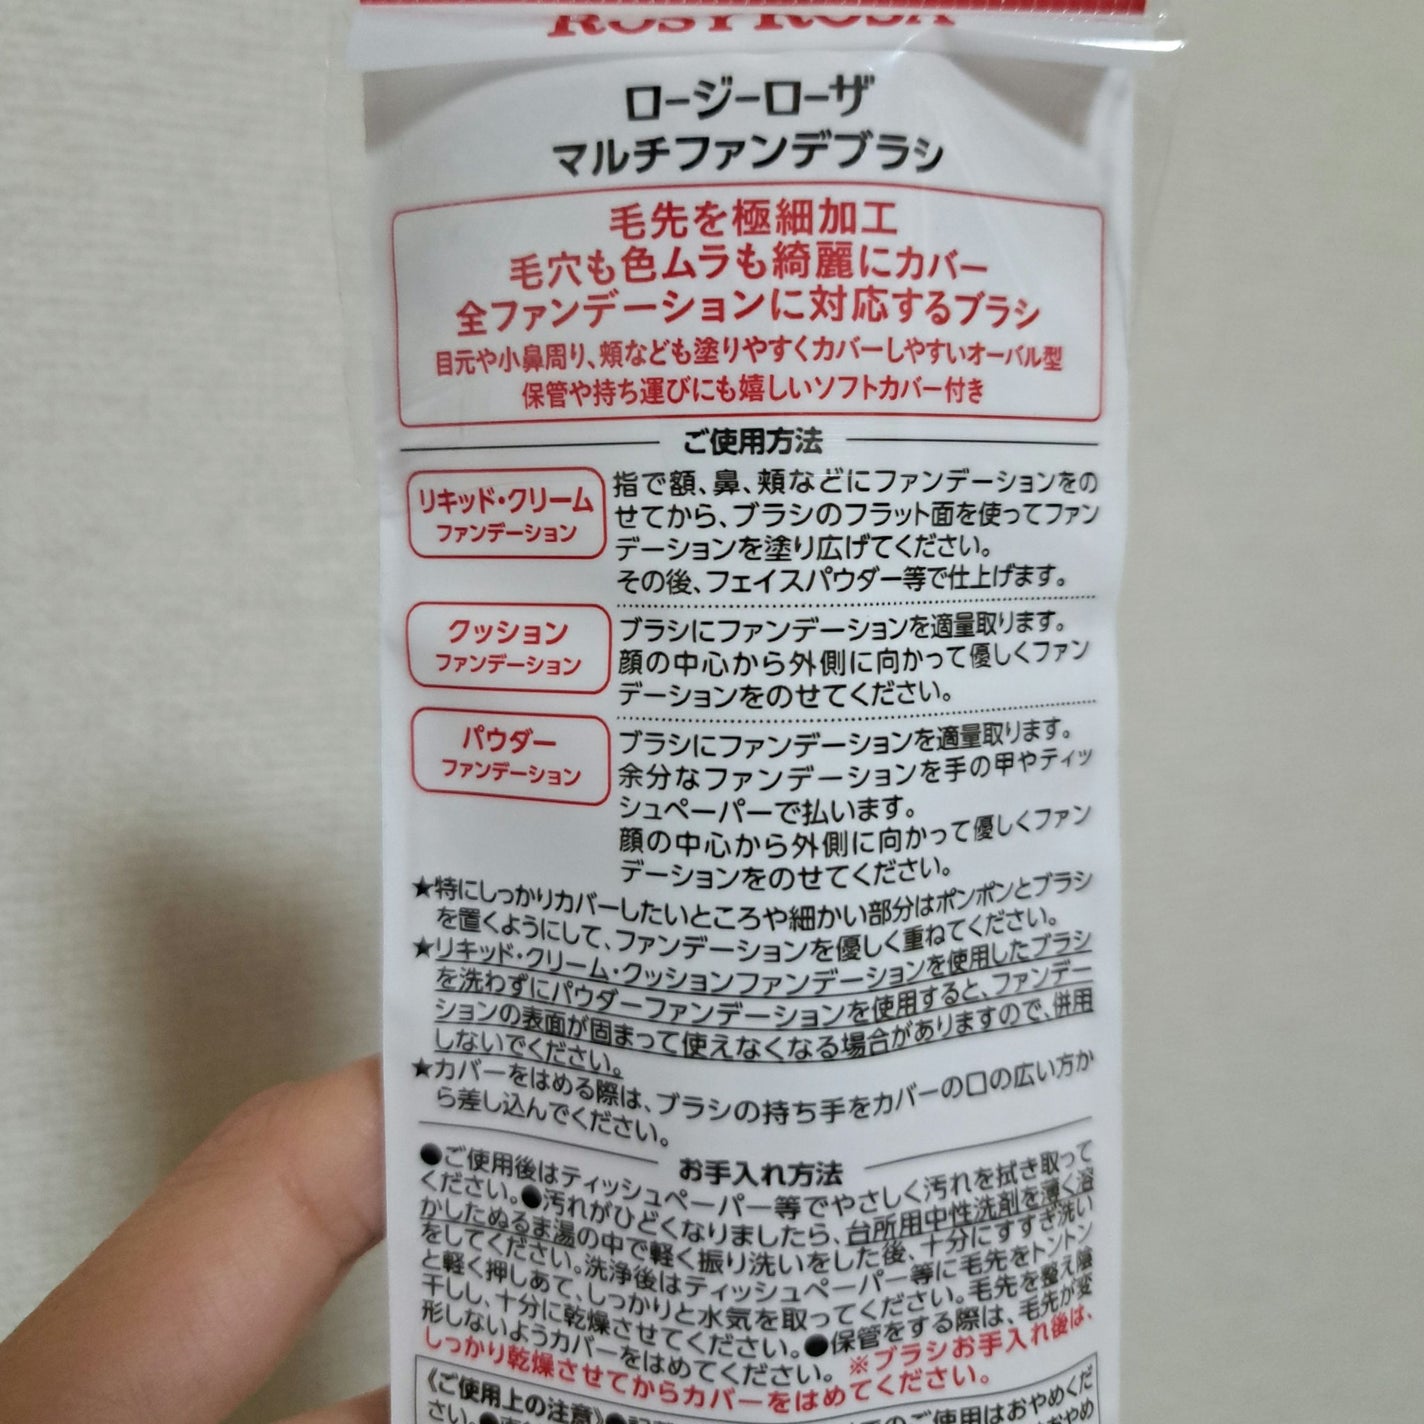 ROSY ROSA
ロージーローザ
マルチファンデブラシ
毛先を極細加工
毛穴も色ムラも綺麗にカバー
全ファンデーションに対応するブラシ
目元や小鼻周り、頬なども塗りやすくカバーしやすいオーバル型
保管や持ち運びにも嬉しいソフトカバー付き
ご使用方法
リキッド・クリーム
ファンデーション
指で額、鼻、頬などにファンデーションをの
せてから、ブラシのフラット面を使ってファン
デーションを塗り広げてください。
その後、フェイスパウダー等で仕上げます。
クッション
ファンデーション
ブラシにファンデーションを適量取ります。
顔の中心から外側に向かって優しくファン
デーションをのせてください。
パウダー
ファンデーション
ブラシにファンデーションを適量取ります。
余分なファンデーションを手の甲やティッ
シュペーパーで払います。
顔の中心から外側に向かって優しくファン
デーションをのせてください。
★特にしっかりカバーしたいところや細かい部分はポンポンとブラシ
を置くようにして、ファンデーションを優しく重ねてください。
★リキッド・クリーム・クッションファンデーションを使用したブラシ
を洗わずにパウダーファンデーションを使用すると、ファンデー
ションの表面が固まって使えなくなる場合がありますので、併用
しないでください。
★カバーをはめる際は、ブラシの持ち手をカバーの口の広い方か
ら差し込んでください。
お手入れ方法
●ご使用後はティッシュペーパー等でやさしく汚れを拭き取って
ください。●汚れがひどくなりましたら、台所用中性洗剤を薄く溶
かしたぬるま湯の中で軽く振り洗いをした後、十分にすすぎ洗い
をしてください。洗浄後はティッシュペーパー等に毛先をトントン
と軽く押しあて、しっかりと水気を取ってください。毛先を整え陰
干しし、十分に乾燥させてください。●保管をする際は、毛先が変
形しないようカバーをはめてください。※ブラシお手入れ後は、
しっかり乾燥させてからカバーをはめてください。
《ご使用上の注意》● のご使用はおやめくだ
さい。● おやめ